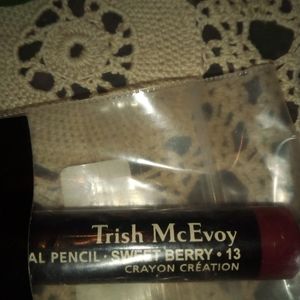 Trish McEvoy
AL PENCIL · SWEET BERRY · 13
CRAYON CRÉATION